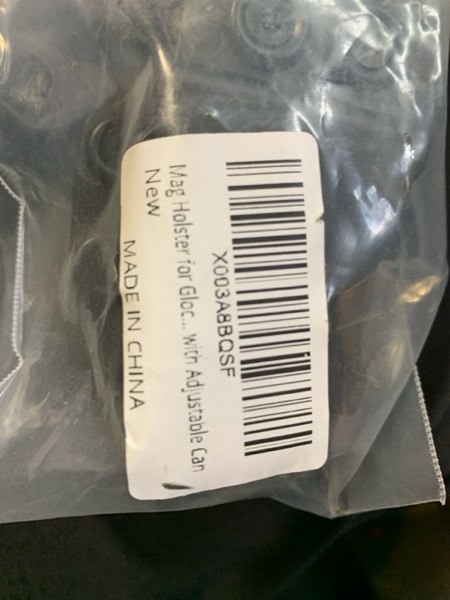 X003A8BQSF
Mag Holster for Gloc... with Adjustable Can
New
MADE IN CHINA